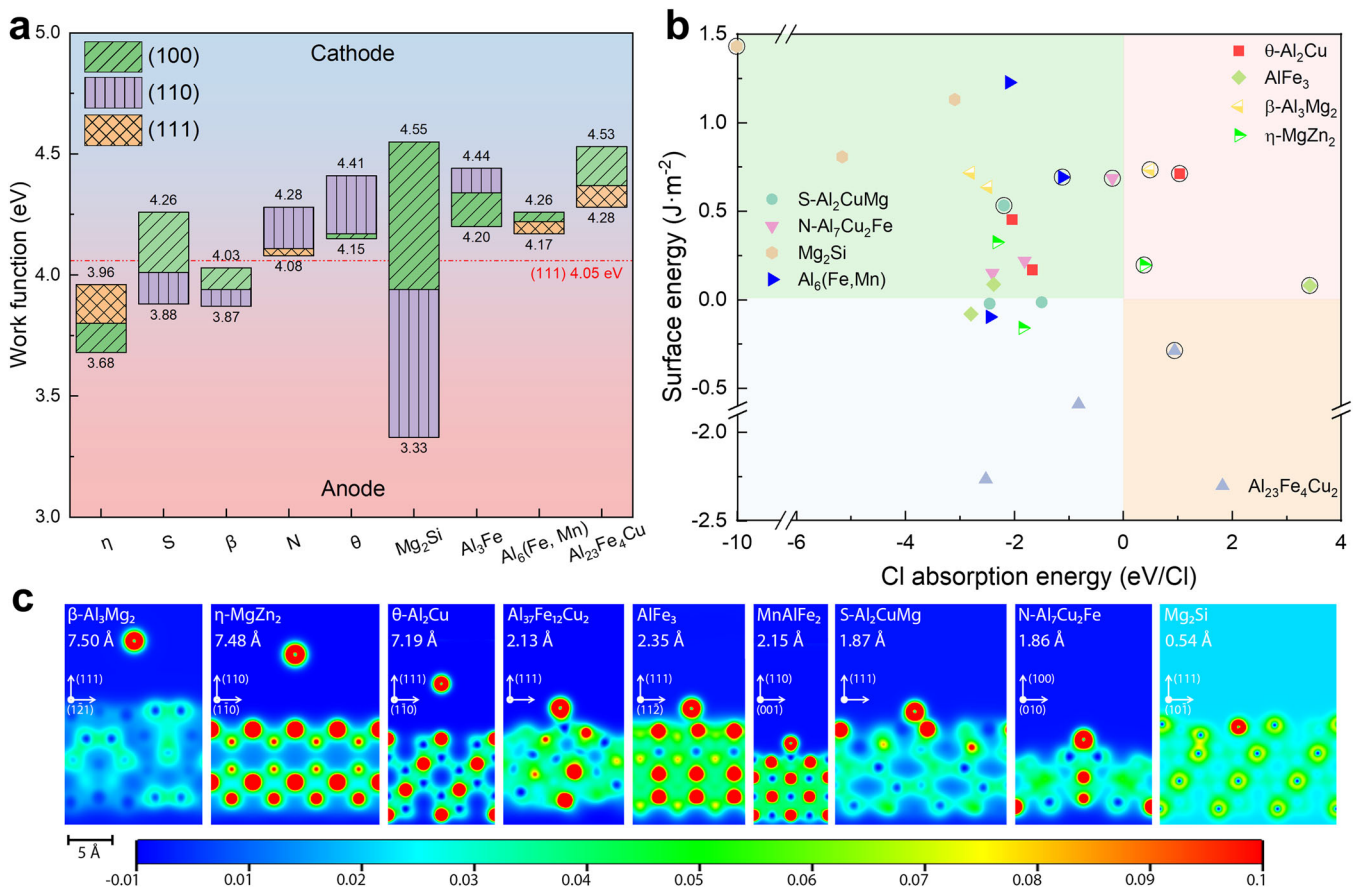 a
Work function (eV)
5.0
4.5
4.0
3.5
3.0
Cathode
Anode
(100)
(110)
(111)
3.96
3.68
4.26
3.88
4.03
3.87
4.28
4.08
4.41
4.15
4.55
3.33
4.44
4.20
4.26
4.17
4.53
4.28
(111) 4.05 eV
η
S
β
N
θ
Mg₂Si
Al₃Fe
Al₆(Fe, Mn)
Al₂₃Fe₄Cu
b
Surface energy (J·m⁻²)
1.5
1.0
0.5
0.0
-0.5
-2.0
-2.5
θ-Al₂Cu
AlFe₃
β-Al₃Mg₂
η-MgZn₂
S-Al₂CuMg
N-Al₇Cu₂Fe
Mg₂Si
Al₆(Fe,Mn)
Al₂₃Fe₄Cu₂
-10
-6
-4
-2
0
2
4
Cl absorption energy (eV/Cl)
c
β-Al₃Mg₂
7.50 Å
(111)
(1̄21)
η-MgZn₂
7.48 Å
(110)
(11̄0)
θ-Al₂Cu
7.19 Å
(111)
(11̄0)
Al₃₇Fe₁₂Cu₂
2.13 Å
(111)
AlFe₃
2.35 Å
(111)
(112̄)
MnAlFe₂
2.15 Å
(110)
(001)
S-Al₂CuMg
1.87 Å
(111)
N-Al₇Cu₂Fe
1.86 Å
(100)
(010)
Mg₂Si
0.54 Å
(111)
(101̄)
5 Å
-0.01
0.01
0.02
0.03
0.04
0.05
0.06
0.07
0.08
0.09
0.1